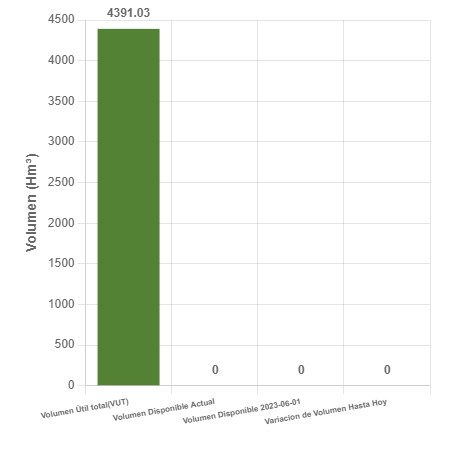 4391.03
4500
4000
3500
3000
2500
2000
1500
1000
500
0
Volumen (Hm³)
0
0
0
Volumen Útil total(VUT)
Volumen Disponible Actual
Volumen Disponible 2023-06-01
Variacion de Volumen Hasta Hoy